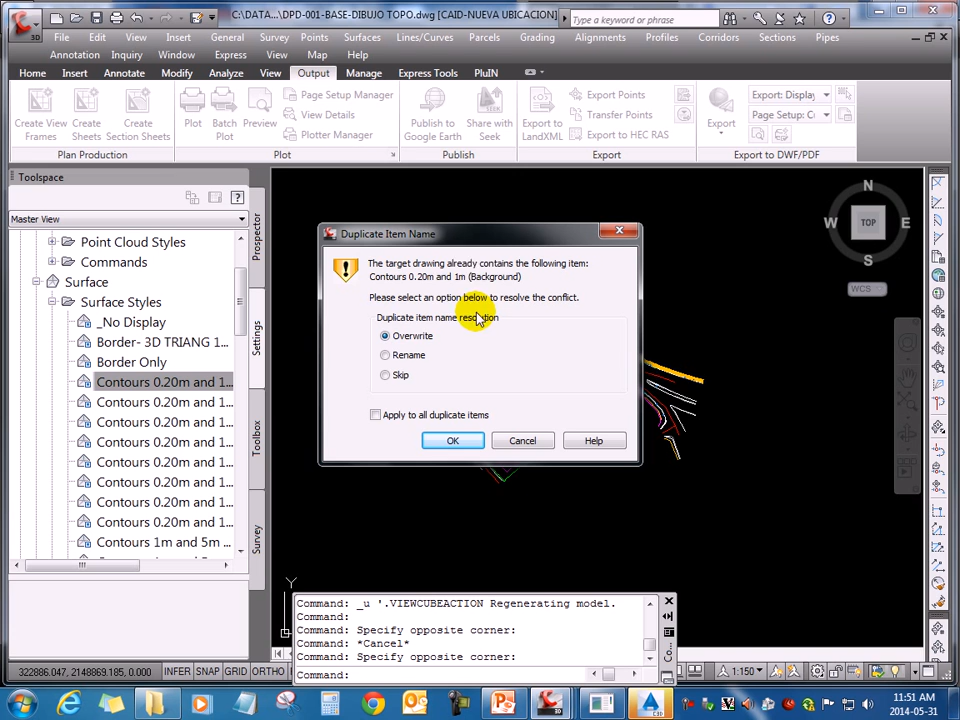 C:\DATA...\DPD-001-BASE-DIBUJO TOPO.dwg [CAID-NUEVA UBICACION]
Type a keyword or phrase
3D
File Edit View Insert General Survey Points Surfaces Lines/Curves Parcels Grading Alignments Profiles Corridors Sections Pipes
Annotation Inquiry Window Express Map Help
Home Insert Annotate Modify Analyze View Output Manage Express Tools PluIN
Create View Frames
Create Sheets
Create Section Sheets
Plan Production
Plot
Batch Plot
Preview
Page Setup Manager
View Details
Plotter Manager
Plot
Publish to Google Earth
Share with Seek
Publish
Export to LandXML
Export Points
Transfer Points
Export to HEC RAS
Export
Export
Export: Display
Page Setup: C
Export to DWF/PDF
Toolspace
Master View
Point Cloud Styles
Commands
Surface
Surface Styles
_No Display
Border- 3D TRIANG 1...
Border Only
Contours 0.20m and 1...
Contours 0.20m and 1...
Contours 0.20m and 1...
Contours 0.20m and 1...
Contours 0.20m and 1...
Contours 0.20m and 1...
Contours 0.20m and 1...
Contours 0.20m and 1...
Contours 1m and 5m ...
Prospector
Settings
Toolbox
Survey
N
W TOP E
S
WCS
Duplicate Item Name
The target drawing already contains the following item:
Contours 0.20m and 1m (Background)
Please select an option below to resolve the conflict.
Duplicate item name resolution
Overwrite
Rename
Skip
Apply to all duplicate items
OK Cancel Help
Y
Command: _u '.VIEWCUBEACTION Regenerating model.
Command:
Command: Specify opposite corner:
Command: *Cancel*
Command: Specify opposite corner:
Command:
Co...
322886.047, 2148869.185, 0.000 INFER SNAP GRID ORTHO
1:150
C3D
11:51 AM
2014-05-31